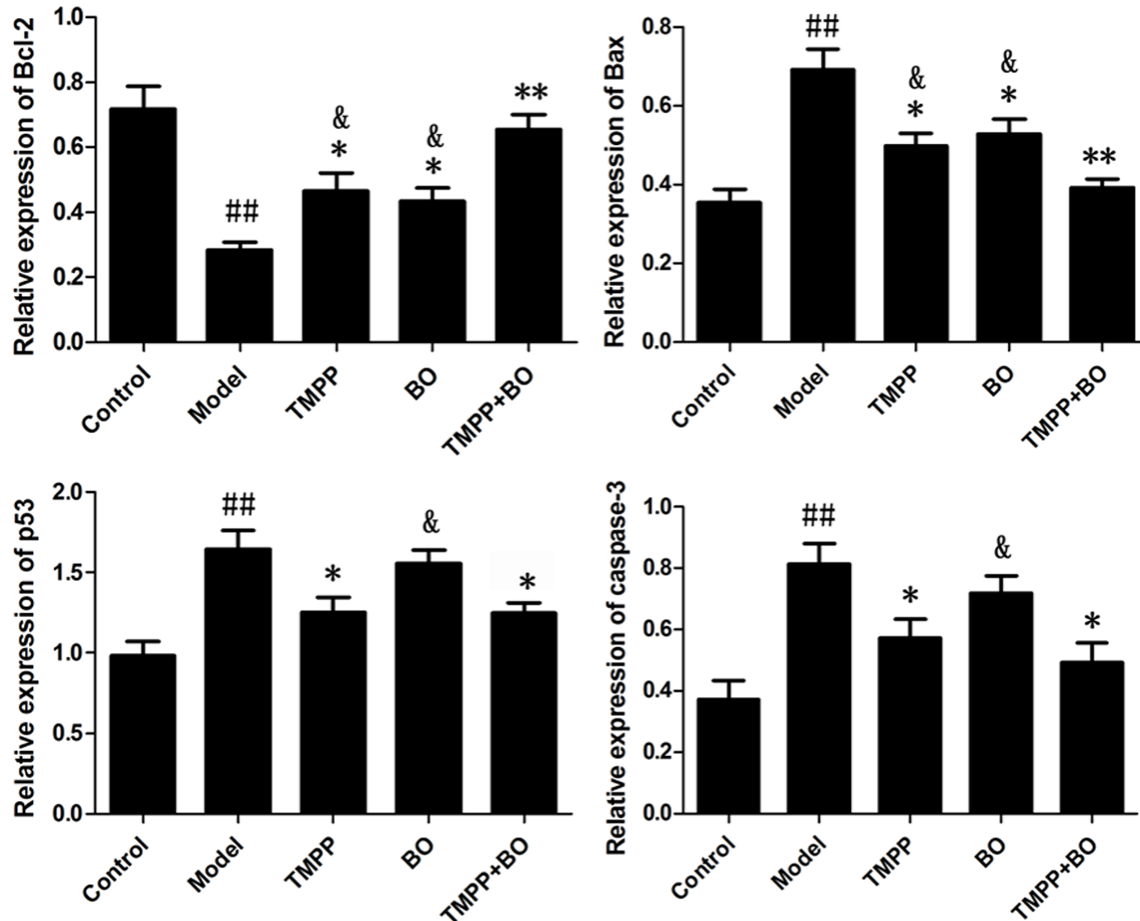 Relative expression of Bcl-2
1.0
0.8
0.6
0.4
0.2
0.0
##
&
*
&
*
**
Control
Model
TMPP
BO
TMPP+BO
Relative expression of Bax
0.8
0.6
0.4
0.2
0.0
##
&
*
&
*
**
Control
Model
TMPP
BO
TMPP+BO
Relative expression of p53
2.0
1.5
1.0
0.5
0.0
##
*
&
*
Control
Model
TMPP
BO
TMPP+BO
Relative expression of caspase-3
1.0
0.8
0.6
0.4
0.2
0.0
##
*
&
*
Control
Model
TMPP
BO
TMPP+BO